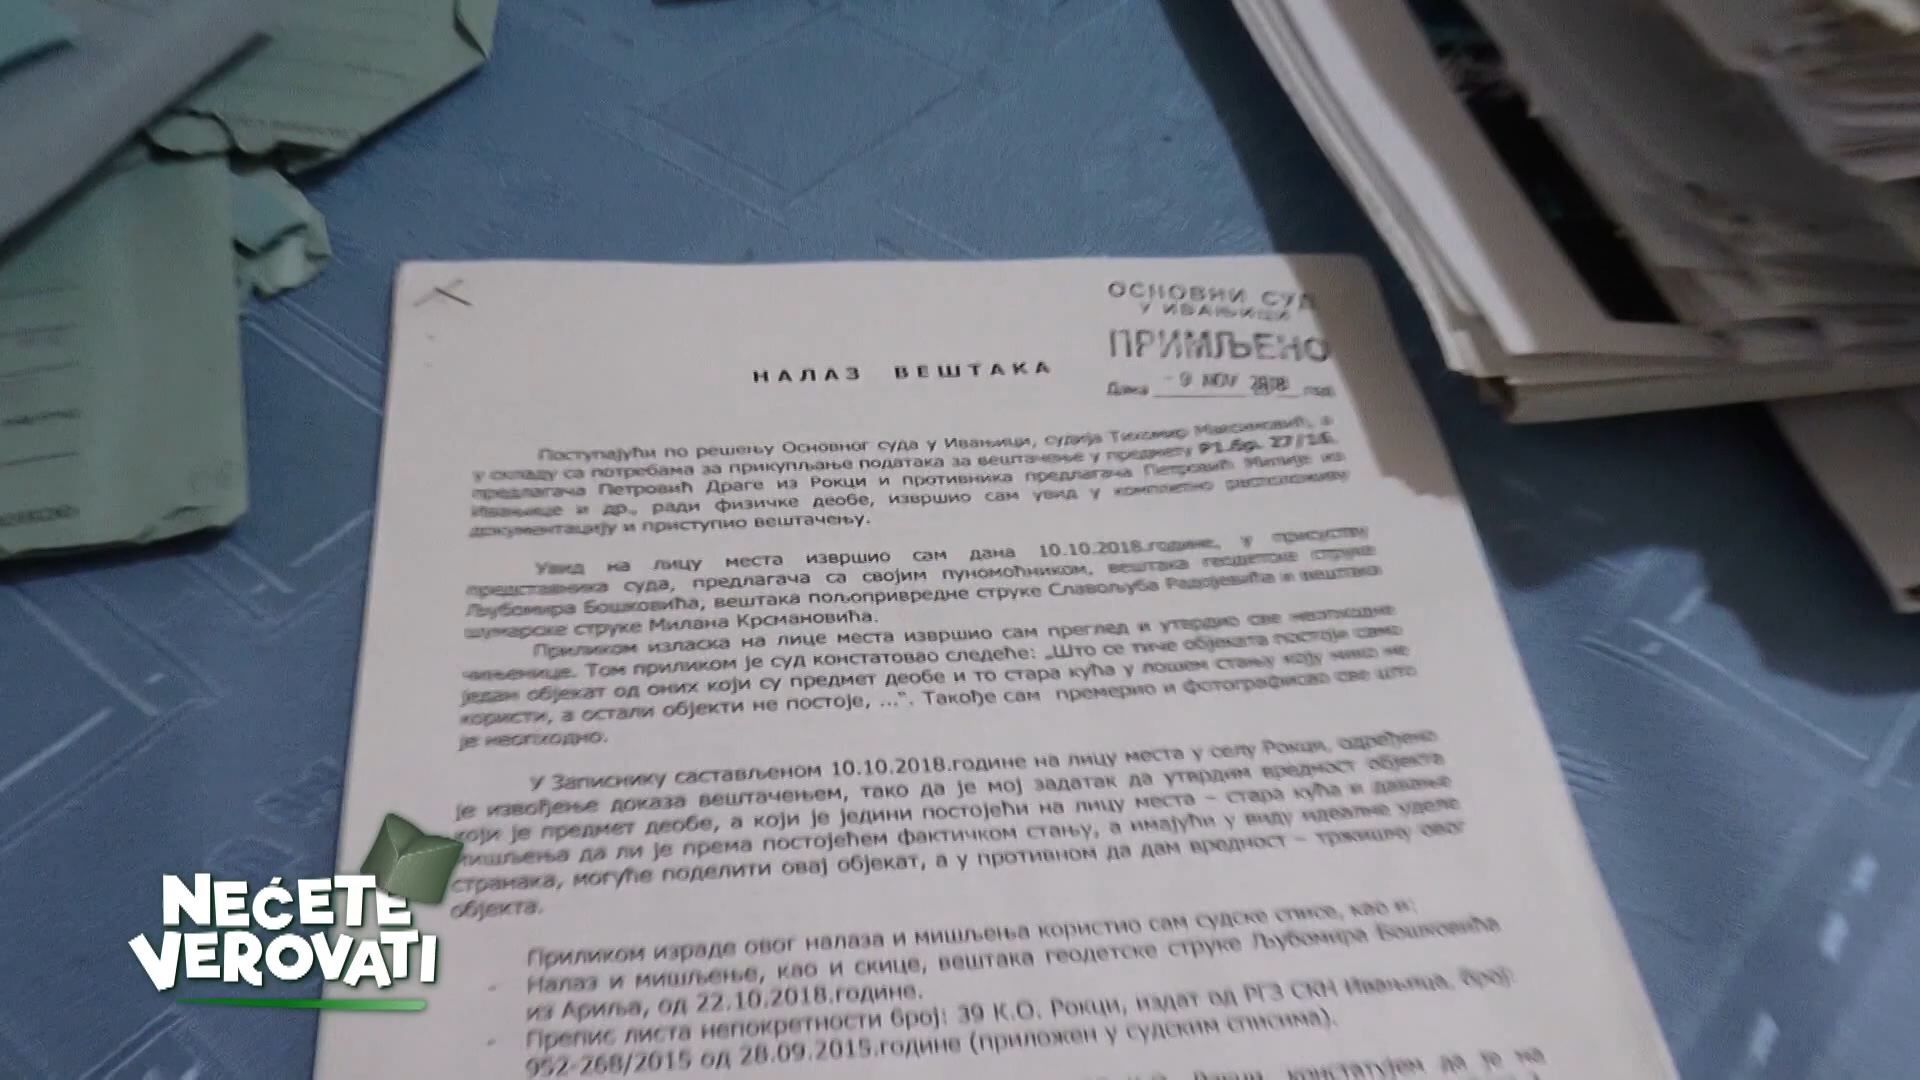 ОСНОВНИ СУД
У ИВАЊИЦИ
ПРИМЉЕНО
Дана - 9 NOV 2018 год.
НАЛАЗ ВЕШТАКА
Поступајући по решењу Основног суда у Ивањици, судија Тихомир Максимовић, а
у складу са потребама за прикупљање података за вештачење у предмету Р1.бр. 27/16.
предлагача Петровић Драге из Рокци и противника предлагача Петровић Милије из
Ивањице и др., ради физичке деобе, извршио сам увид у комплетно расположиву
документацију и приступио вештачењу.
Увид на лицу места извршио сам дана 10.10.2018.године, у присуству
представника суда, предлагача са својим пуномоћником, вештака геодетске струке
Љубомира Бошковића, вештака пољопривредне струке Славољуба Радојевића и вештака
шумарске струке Милана Крсмановића.
Приликом изласка на лице места извршио сам преглед и утврдио све неопходне
чињенице. Том приликом је суд констатовао следеће: „Што се тиче објеката постоји само
један објекат од оних који су предмет деобе и то стара кућа у лошем стању коју нико не
користи, а остали објекти не постоје, ...". Такође сам премерио и фотографисао све што
је неопходно.
У Записнику састављеном 10.10.2018.године на лицу места у селу Рокци, одређено
је извођење доказа вештачењем, тако да је мој задатак да утврдим вредност објекта
који је предмет деобе, а који је једини постојећи на лицу места – стара кућа и давање
мишљења да ли је према постојећем фактичком стању, а имајући у виду идеалне уделе
странака, могуће поделити овај објекат, а у противном да дам вредност – тржишну овог
објекта.
Приликом израде овог налаза и мишљења користио сам судске списе, као и:
- Налаз и мишљење, као и скице, вештака геодетске струке Љубомира Бошковића
из Ариља, од 22.10.2018.године.
- Препис листа непокретности број: 39 К.О. Рокци, издат од РГЗ СКН Ивањица, број:
952-268/2015 од 28.09.2015.године (приложен у судским списима).
констатујем да је на
NEĆETE
VEROVATI